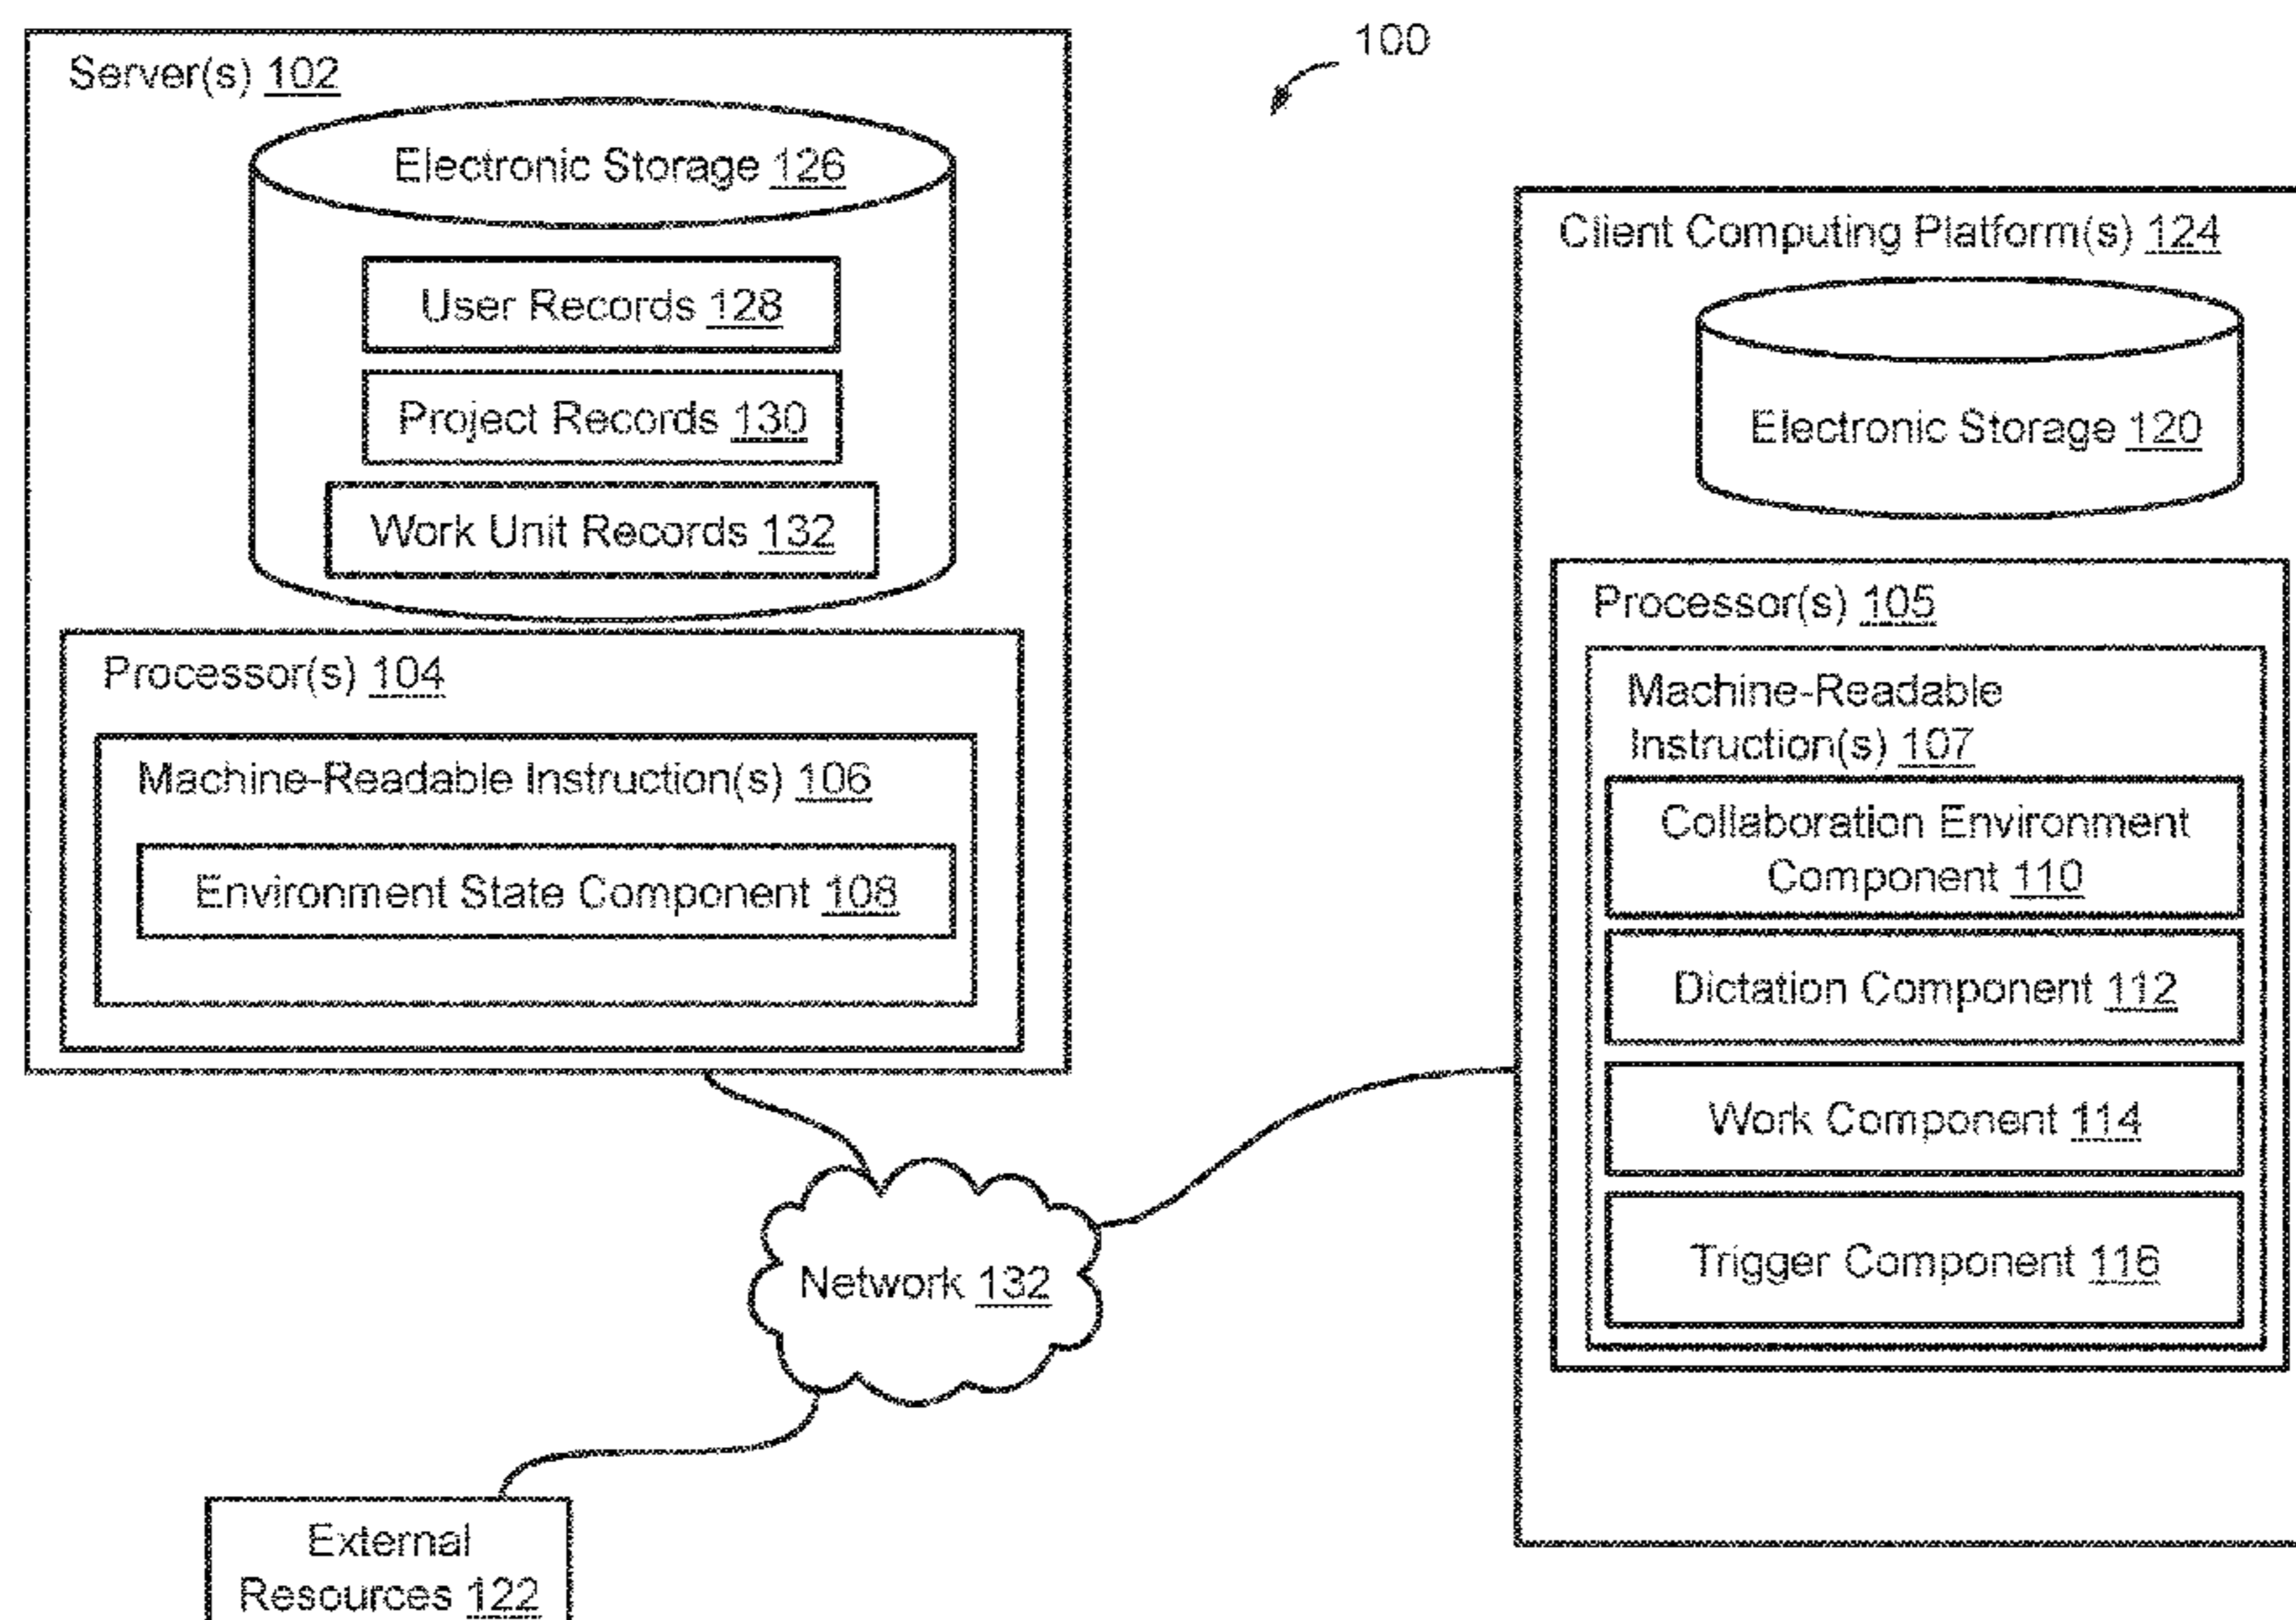 100
Server(s) 102
Electronic Storage 126
User Records 128
Project Records 130
Work Unit Records 132
Processor(s) 104
Machine-Readable Instruction(s) 106
Environment State Component 108
Client Computing Platform(s) 124
Electronic Storage 120
Processor(s) 105
Machine-Readable
Instruction(s) 107
Collaboration Environment
Component 110
Dictation Component 112
Work Component 114
Trigger Component 116
Network 132
External
Resources 122